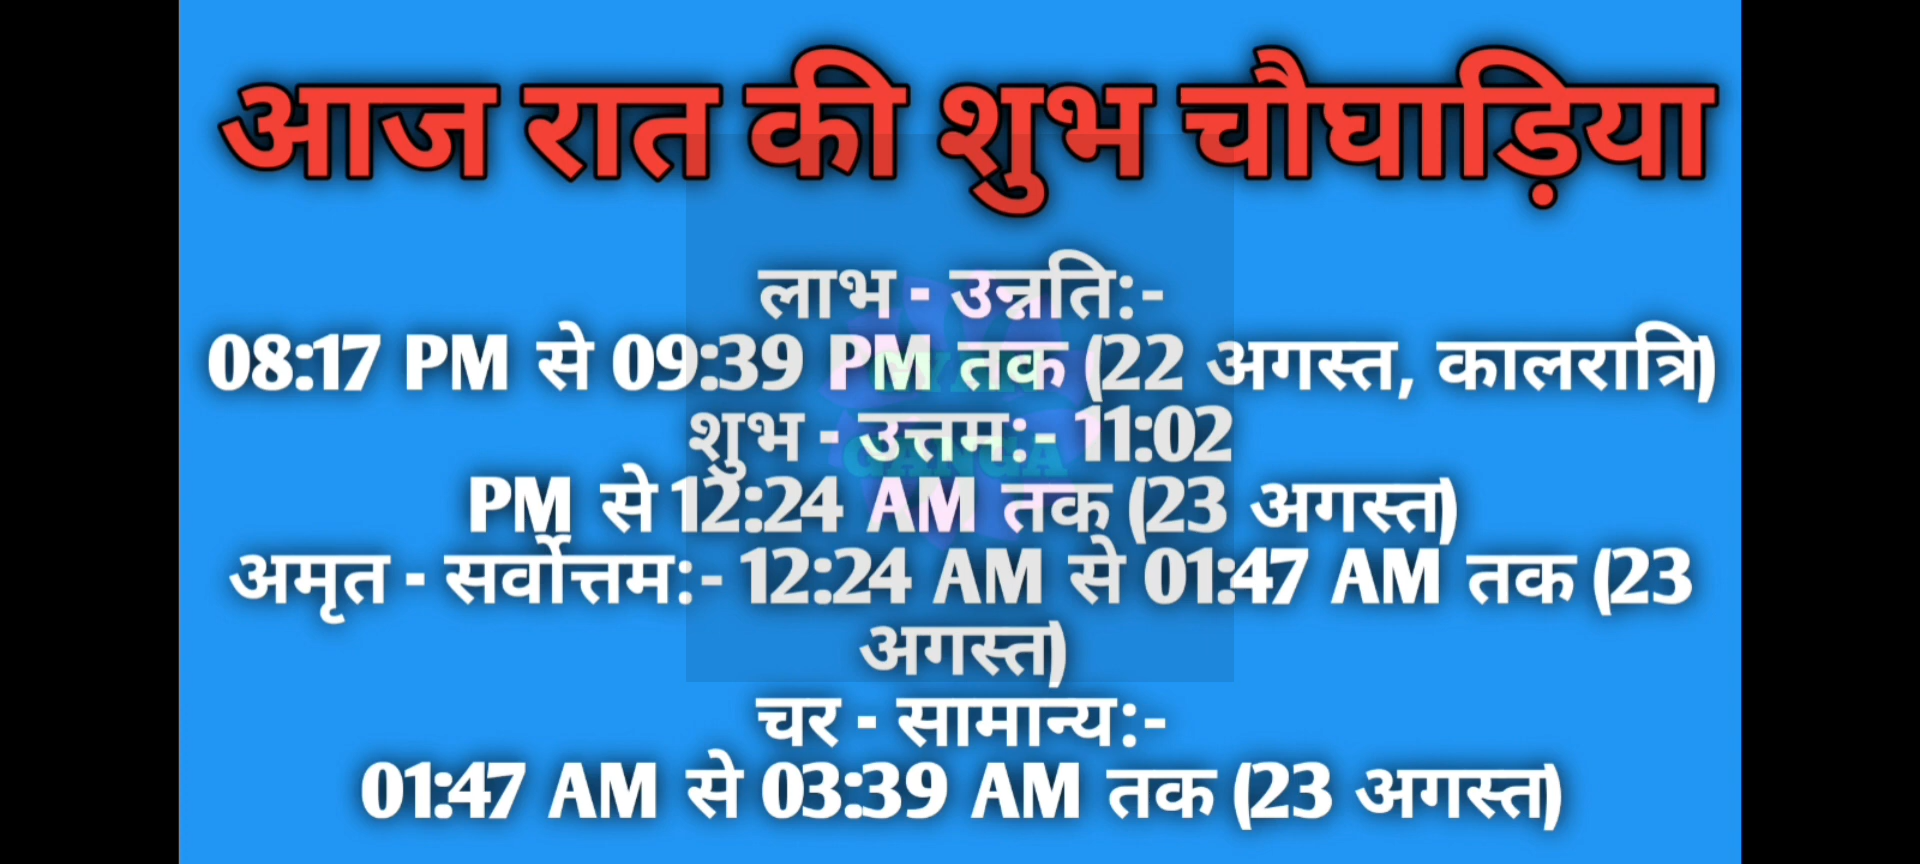 आज रात की शुभ चौघाड़िया
लाभ - उन्नति:-
08:17 PM से 09:39 PM तक (22 अगस्त, कालरात्रि)
शुभ - उत्तम:- 11:02
PM से 12:24 AM तक (23 अगस्त)
अमृत - सर्वोत्तम:- 12:24 AM से 01:47 AM तक (23
अगस्त)
चर - सामान्य:-
01:47 AM से 03:39 AM तक (23 अगस्त)
GYAN
GANGA